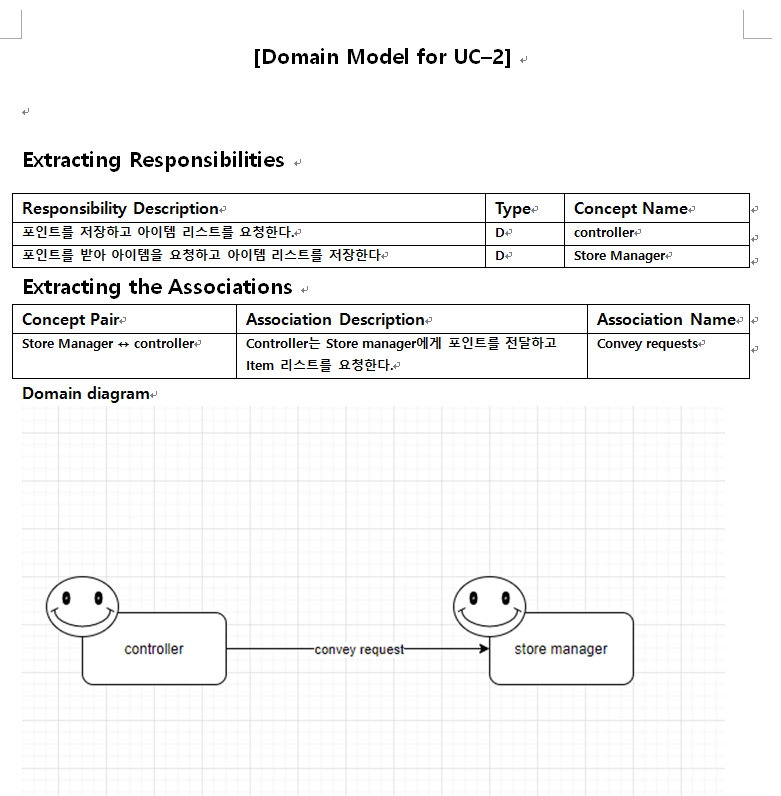 [Domain Model for UC–2]
Extracting Responsibilities
Responsibility Description Type Concept Name
포인트를 저장하고 아이템 리스트를 요청한다. D controller
포인트를 받아 아이템을 요청하고 아이템 리스트를 저장한다 D Store Manager
Extracting the Associations
Concept Pair Association Description Association Name
Store Manager ↔ controller Controller는 Store manager에게 포인트를 전달하고 Convey requests
Item 리스트를 요청한다.
Domain diagram
controller convey request store manager